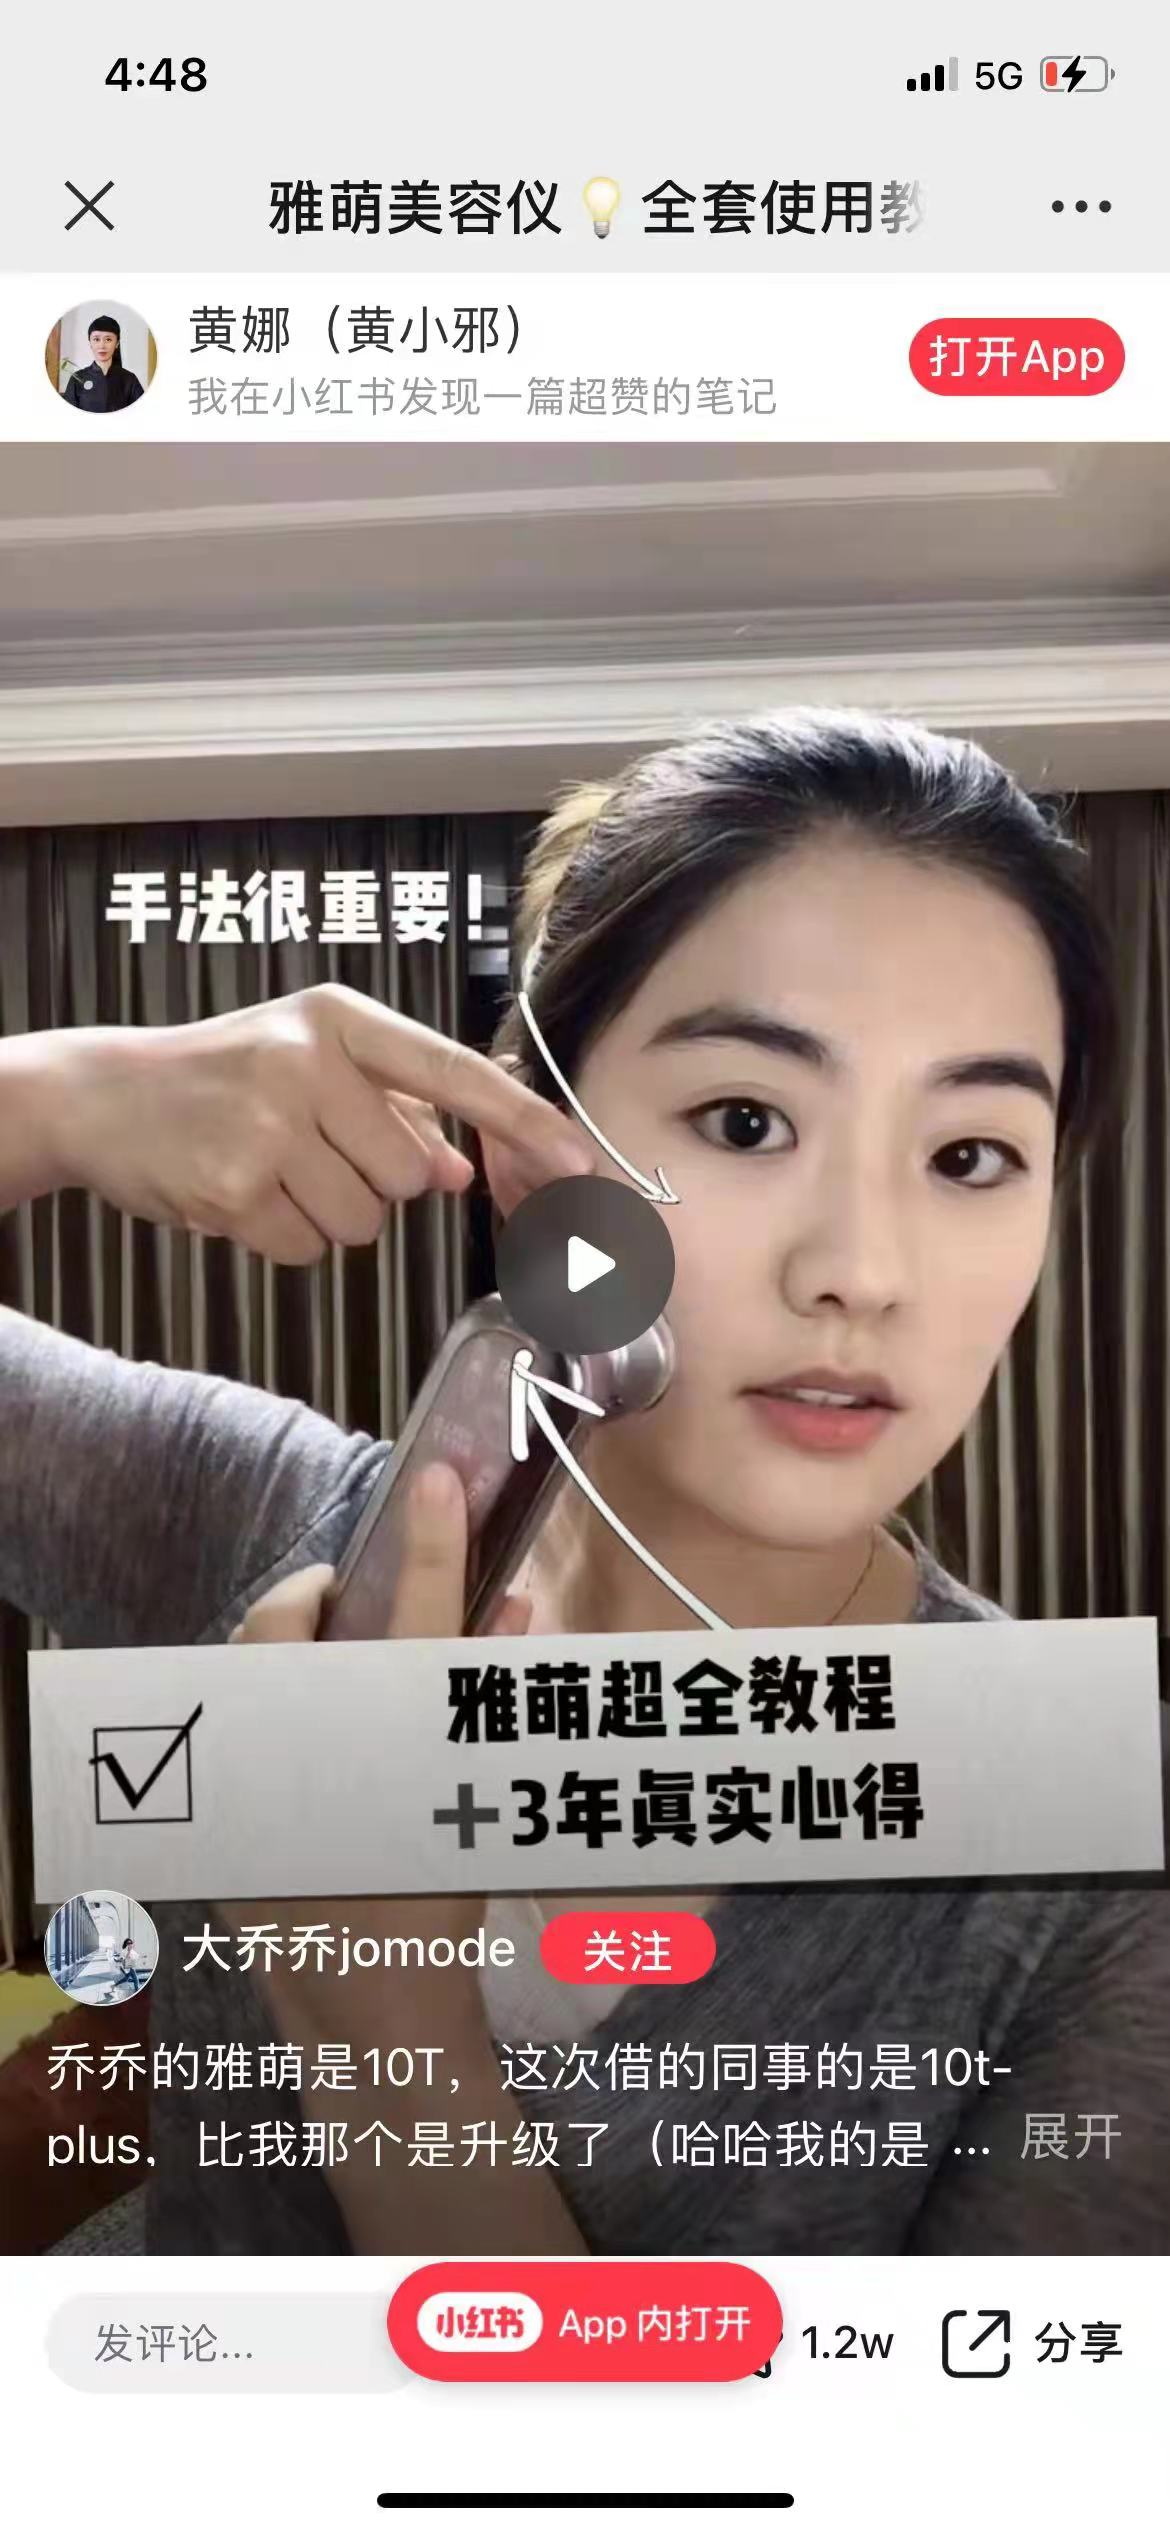 4:48
5G
雅萌美容仪💡全套使用教
黄娜（黄小邪）
我在小红书发现一篇超赞的笔记
打开App
手法很重要！
雅萌超全教程
+3年真实心得
大乔乔jomode
关注
乔乔的雅萌是10T，这次借的同事的是10t-
plus，比我那个是升级了（哈哈我的是 ... 展开
发评论...
小红书 App 内打开
1.2w
分享